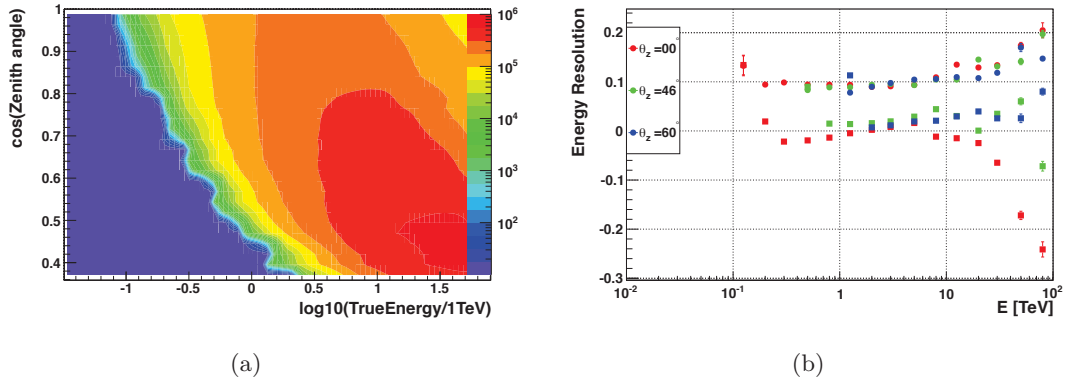 cos(Zenith angle)
1
0.9
0.8
0.7
0.6
0.5
0.4
-1 -0.5 0 0.5 1 1.5
log10(TrueEnergy/1TeV)
10⁶
10⁵
10⁴
10³
10²
(a)
Energy Resolution
0.2
0.1
0
-0.1
-0.2
-0.3
θz =00°
θz =46°
θz =60°
10⁻² 10⁻¹ 1 10 10²
E [TeV]
(b)